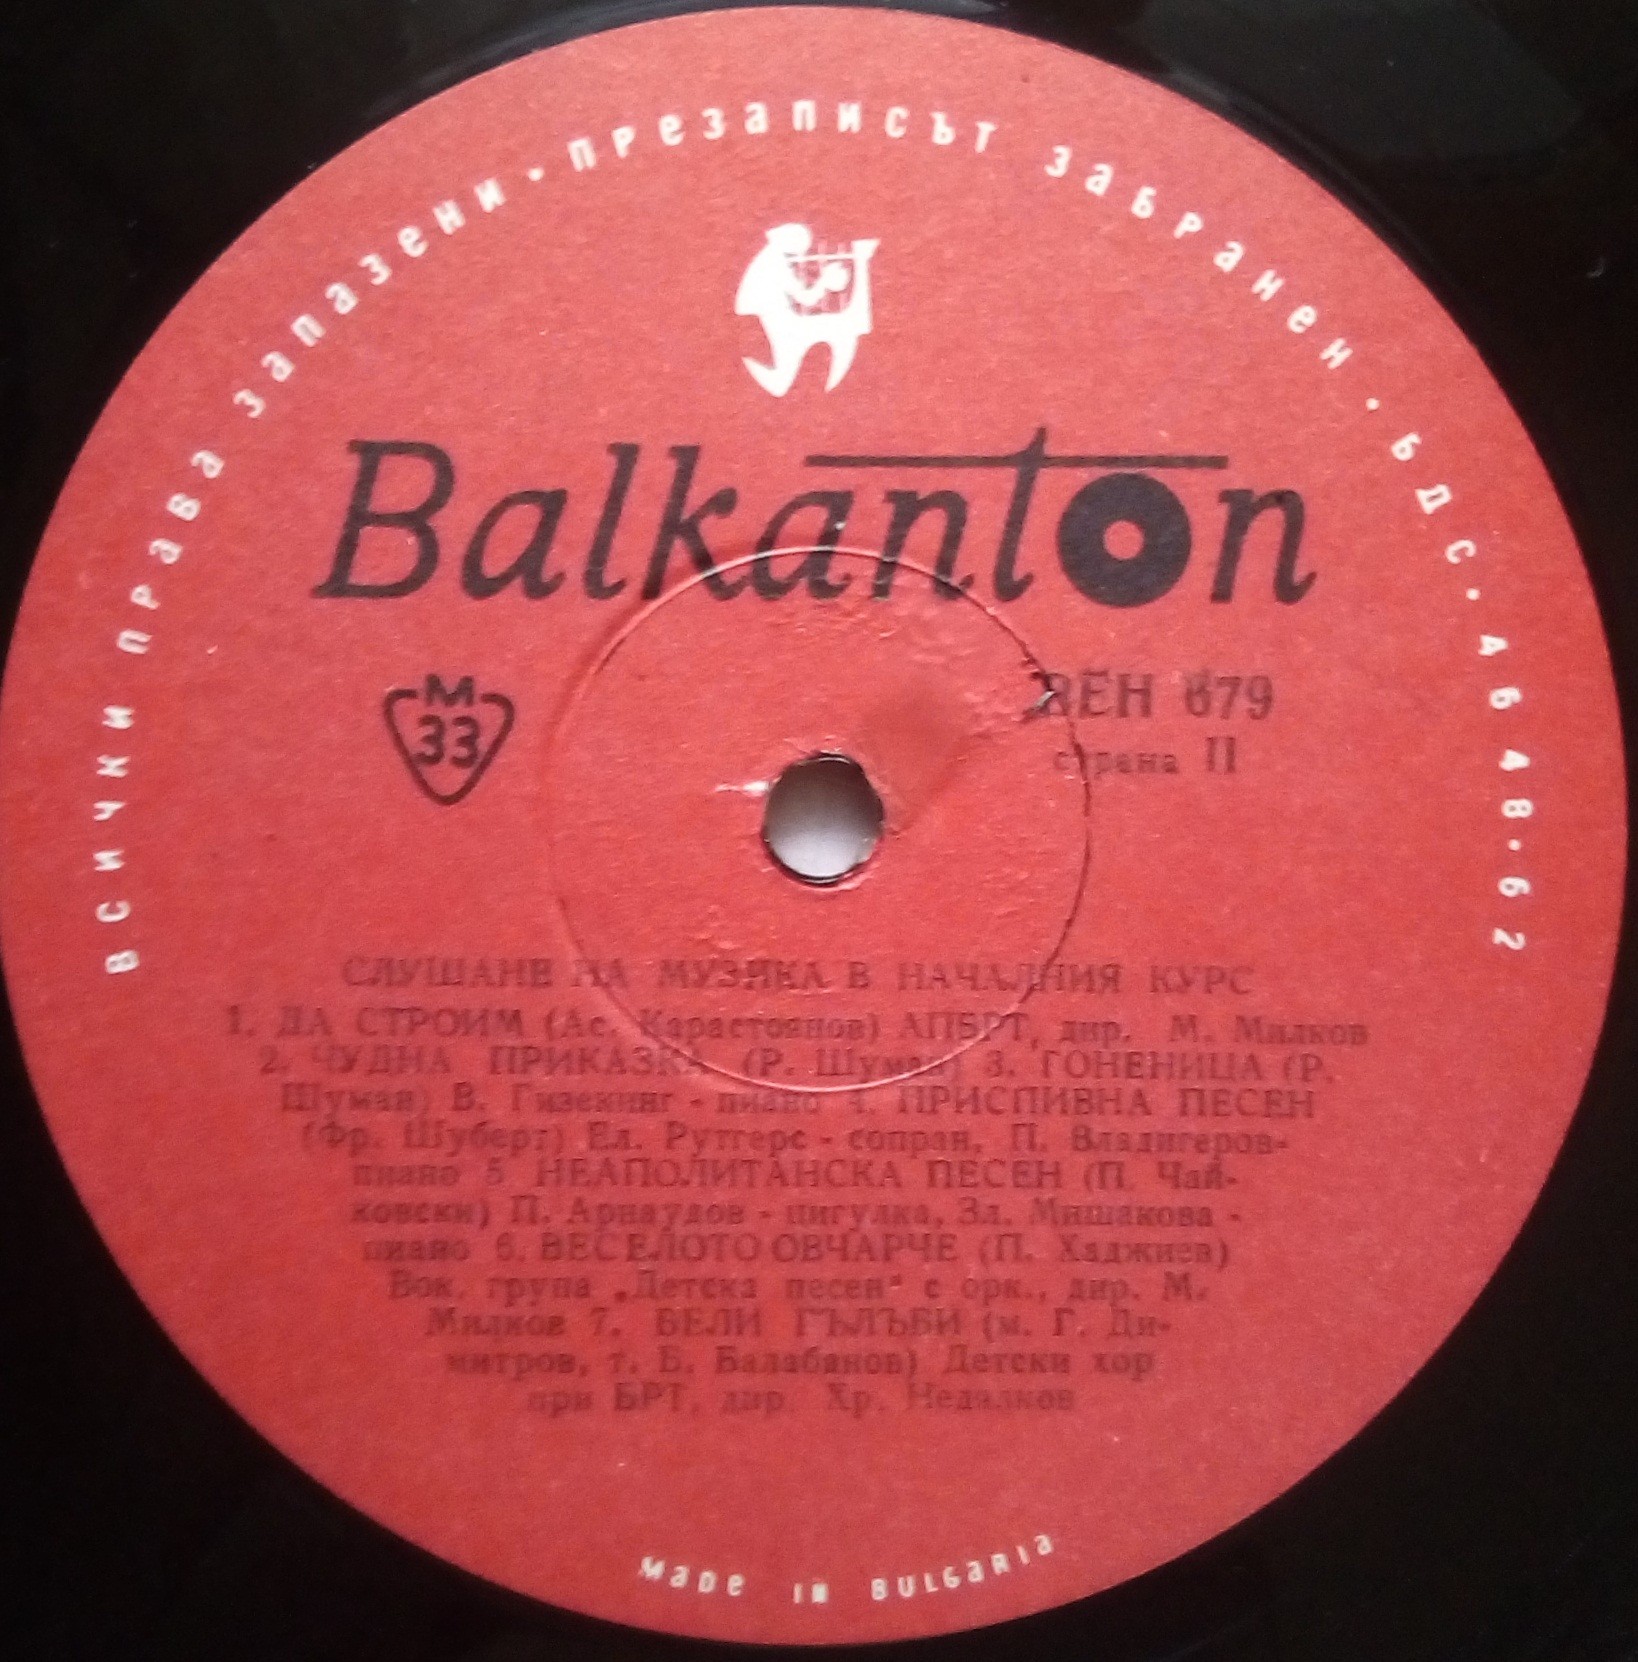 ВСИЧКИ ПРАВА ЗАПАЗЕНИ · ПРЕЗАПИСЪТ ЗАБРАНЕН · БДС · 4Б 48 · 62
Balkanton
М
33
ВЕН 679
страна II
СЛУШАНЕ НА МУЗИКА В НАЧАЛНИЯ КУРС
1. ДА СТРОИМ (Ас. Карастоянов) АПБРТ, дир. М. Милков
2. ЧУДНА ПРИКАЗКА (Р. Шуман) 3. ГОНЕНИЦА (Р.
Шуман) В. Гизекинг - пиано 4. ПРИСПИВНА ПЕСЕН
(Фр. Шуберт) Ел. Рутгерс - сопран, П. Владигеров-
пиано 5 НЕАПОЛИТАНСКА ПЕСЕН (П. Чай-
ковски) П. Арнаудов - цигулка, Зл. Мишакова -
пиано 6. ВЕСЕЛОТО ОВЧАРЧЕ (П. Хаджиев)
Вок. група „Детска песен" с орк., дир. М.
Милков 7. БЕЛИ ГЪЛЪБИ (м. Г. Ди-
митров, т. Б. Балабанов) Детски хор
при БРТ, дир. Хр. Недялков
MADE IN BULGARIA